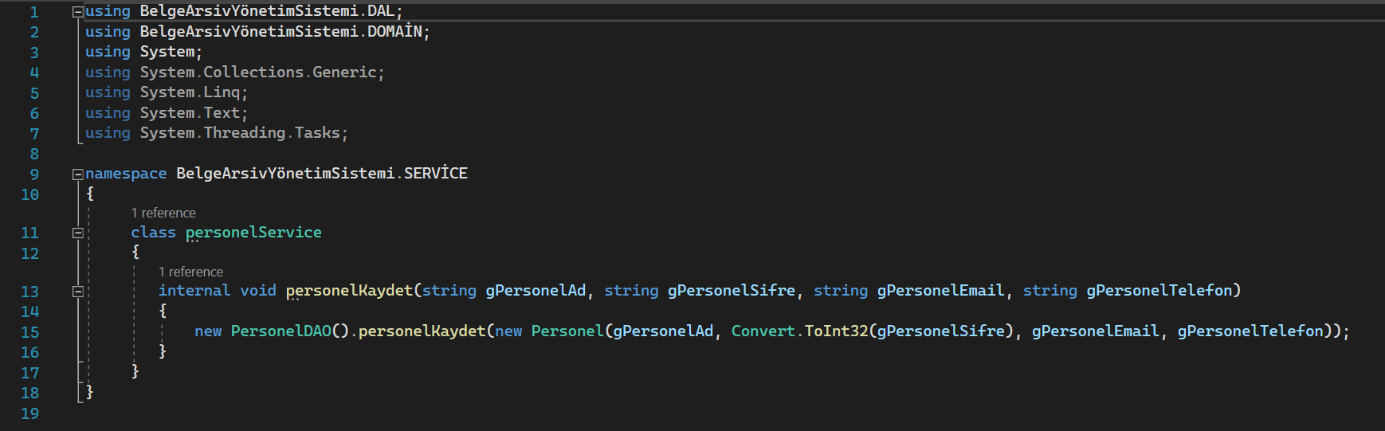 1 using BelgeArsivYönetimSistemi.DAL;
2 using BelgeArsivYönetimSistemi.DOMAİN;
3 using System;
4 using System.Collections.Generic;
5 using System.Linq;
6 using System.Text;
7 using System.Threading.Tasks;
8
9 namespace BelgeArsivYönetimSistemi.SERVİCE
10 {
1 reference
11 class personelService
12 {
1 reference
13 internal void personelKaydet(string gPersonelAd, string gPersonelSifre, string gPersonelEmail, string gPersonelTelefon)
14 {
15 new PersonelDAO().personelKaydet(new Personel(gPersonelAd, Convert.ToInt32(gPersonelSifre), gPersonelEmail, gPersonelTelefon));
16 }
17 }
18 }
19